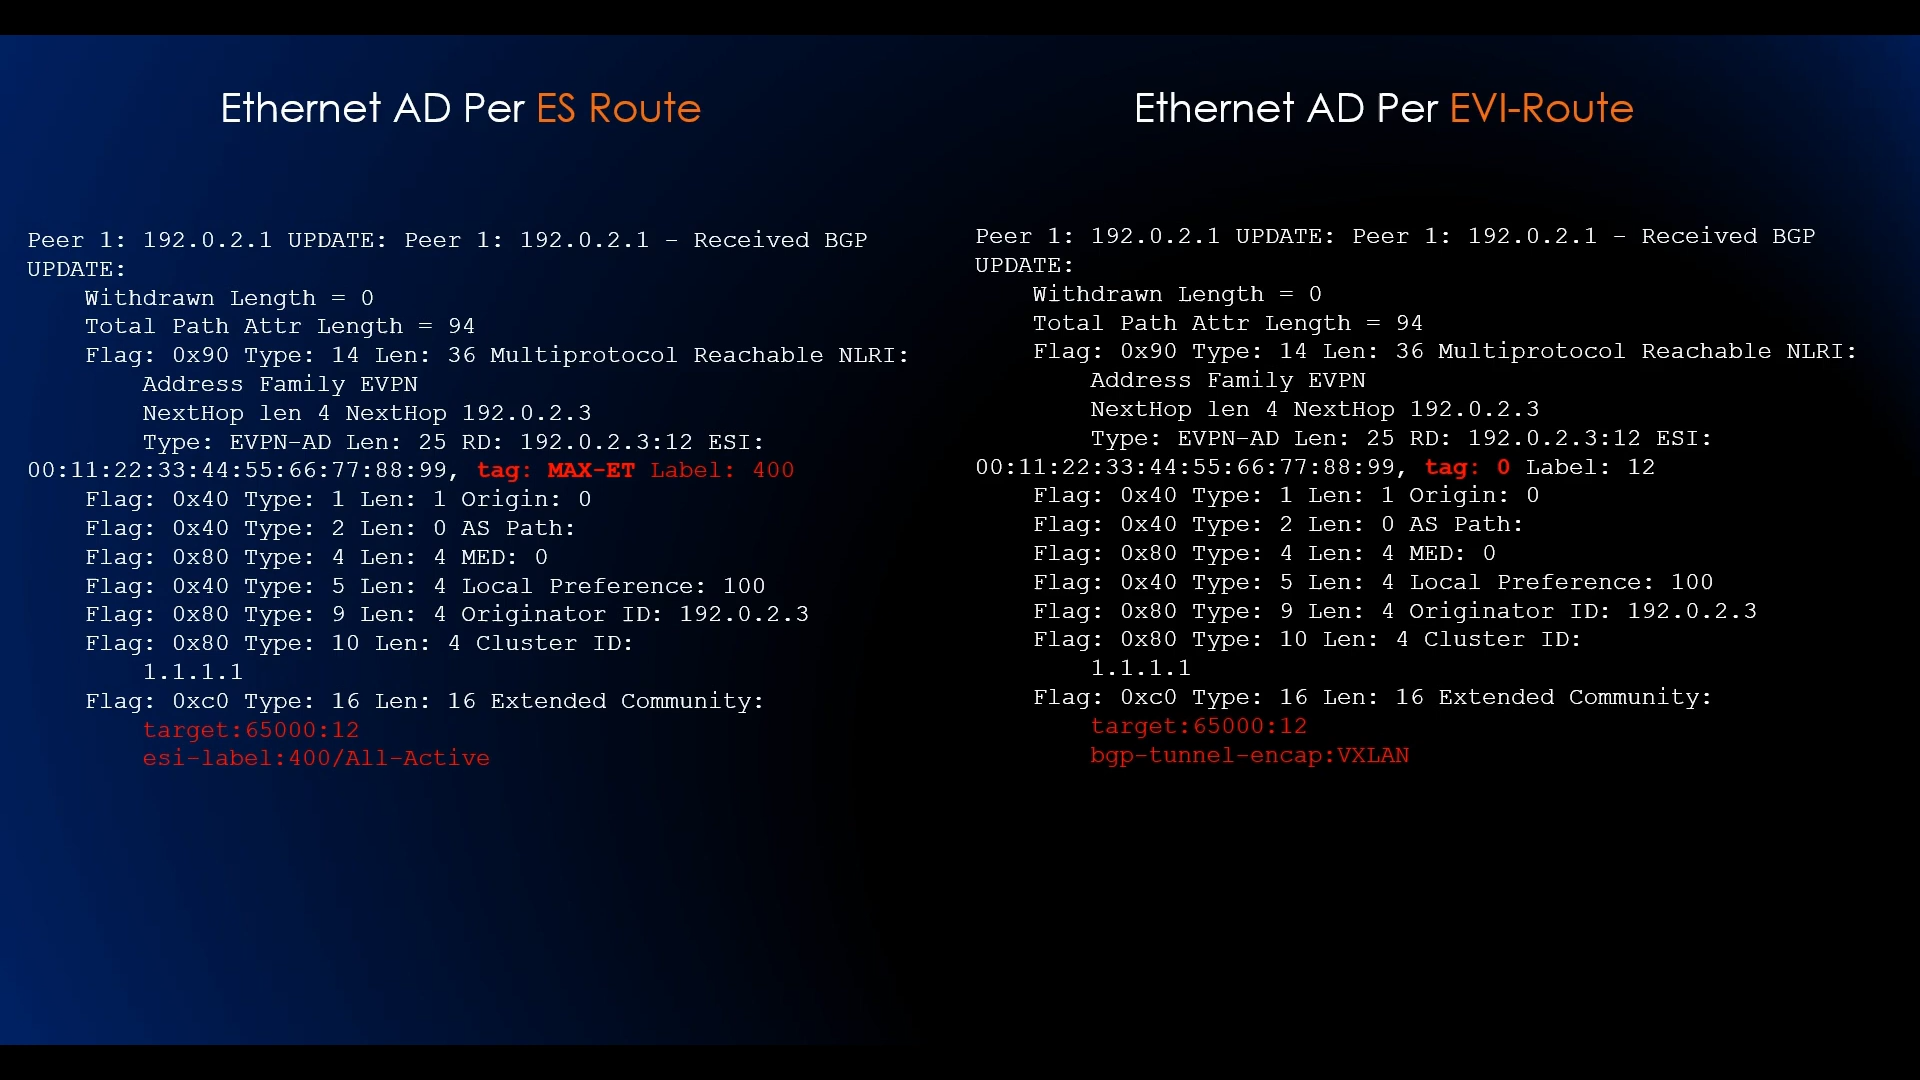 Ethernet AD Per ES Route
Peer 1: 192.0.2.1 UPDATE: Peer 1: 192.0.2.1 - Received BGP
UPDATE:
Withdrawn Length = 0
Total Path Attr Length = 94
Flag: 0x90 Type: 14 Len: 36 Multiprotocol Reachable NLRI:
Address Family EVPN
NextHop len 4 NextHop 192.0.2.3
Type: EVPN-AD Len: 25 RD: 192.0.2.3:12 ESI:
00:11:22:33:44:55:66:77:88:99, tag: MAX-ET Label: 400
Flag: 0x40 Type: 1 Len: 1 Origin: 0
Flag: 0x40 Type: 2 Len: 0 AS Path:
Flag: 0x80 Type: 4 Len: 4 MED: 0
Flag: 0x40 Type: 5 Len: 4 Local Preference: 100
Flag: 0x80 Type: 9 Len: 4 Originator ID: 192.0.2.3
Flag: 0x80 Type: 10 Len: 4 Cluster ID:
1.1.1.1
Flag: 0xc0 Type: 16 Len: 16 Extended Community:
target:65000:12
esi-label:400/All-Active
Ethernet AD Per EVI-Route
Peer 1: 192.0.2.1 UPDATE: Peer 1: 192.0.2.1 - Received BGP
UPDATE:
Withdrawn Length = 0
Total Path Attr Length = 94
Flag: 0x90 Type: 14 Len: 36 Multiprotocol Reachable NLRI:
Address Family EVPN
NextHop len 4 NextHop 192.0.2.3
Type: EVPN-AD Len: 25 RD: 192.0.2.3:12 ESI:
00:11:22:33:44:55:66:77:88:99, tag: 0 Label: 12
Flag: 0x40 Type: 1 Len: 1 Origin: 0
Flag: 0x40 Type: 2 Len: 0 AS Path:
Flag: 0x80 Type: 4 Len: 4 MED: 0
Flag: 0x40 Type: 5 Len: 4 Local Preference: 100
Flag: 0x80 Type: 9 Len: 4 Originator ID: 192.0.2.3
Flag: 0x80 Type: 10 Len: 4 Cluster ID:
1.1.1.1
Flag: 0xc0 Type: 16 Len: 16 Extended Community:
target:65000:12
bgp-tunnel-encap:VXLAN